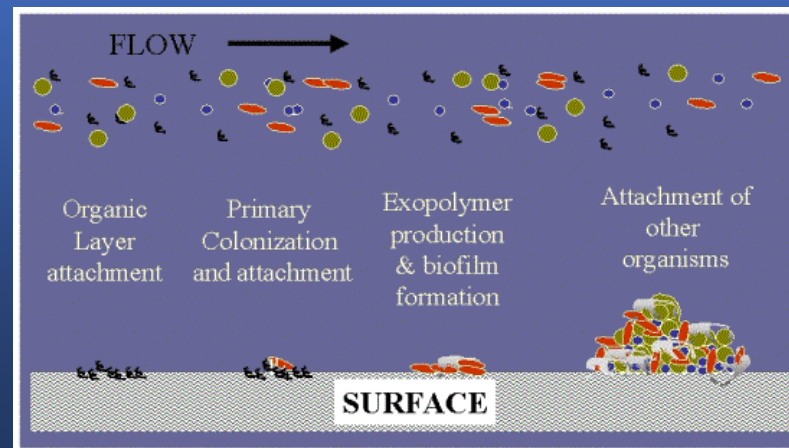 FLOW
Organic
Layer
attachment
Primary
Colonization
and attachment
Exopolymer
production
& biofilm
formation
Attachment of
other
organisms
SURFACE